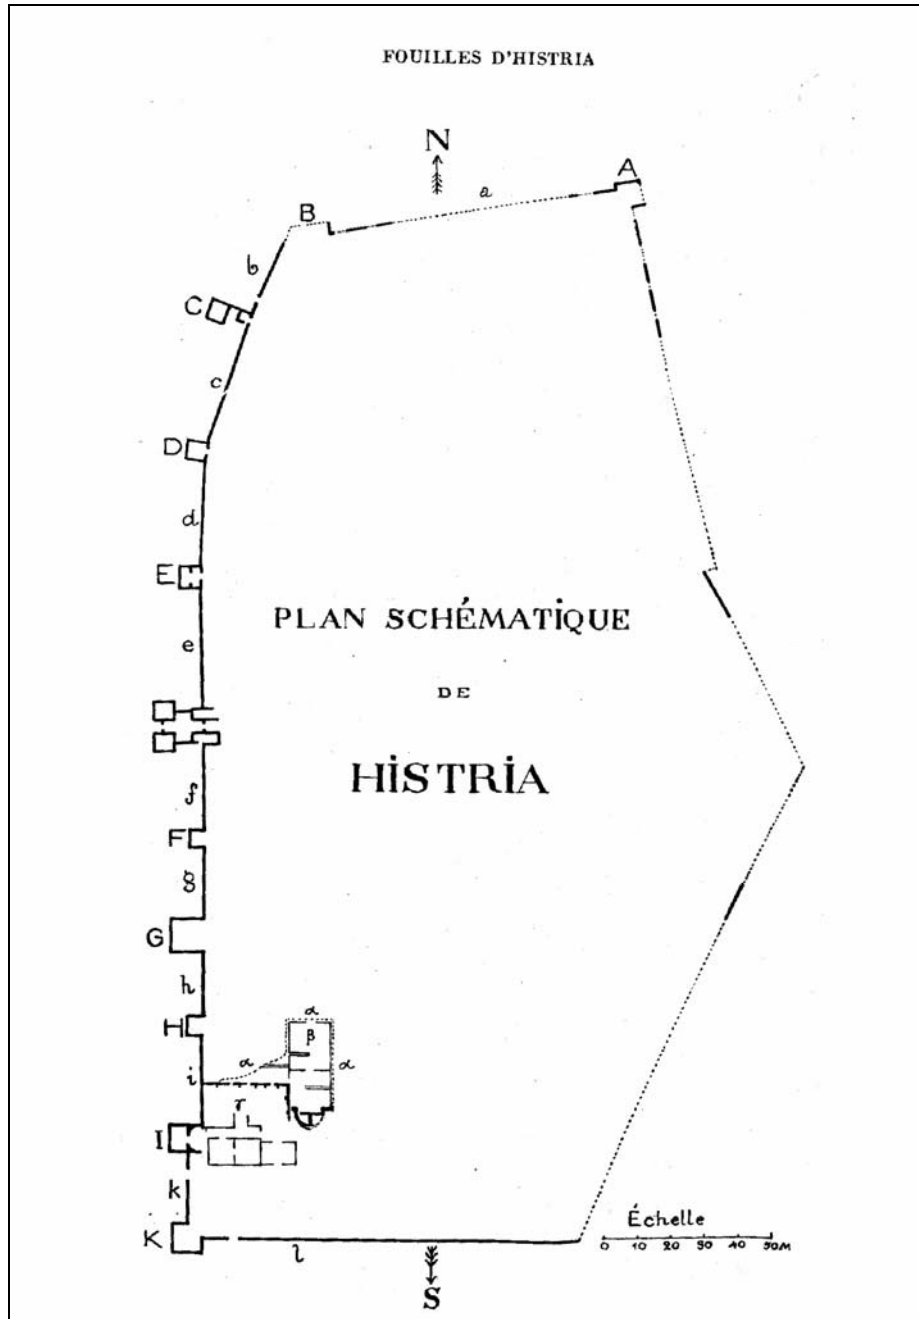 FOUILLES D'HISTRIA
N
A
a
B
b
C
c
D
d
E
PLAN SCHÉMATIQUE
e
DE
HISTRIA
f
F
g
G
h
α
H
β
α
α
i
γ
I
k
K
Échelle
0 10 20 30 40 50M
l
S